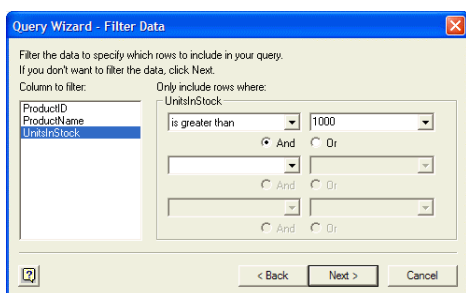 Query Wizard - Filter Data
Filter the data to specify which rows to include in your query.
If you don't want to filter the data, click Next.
Column to filter: Only include rows where:
ProductID
ProductName
UnitsInStock
UnitsInStock
is greater than 1000
And Or
And Or
And Or
? < Back Next > Cancel